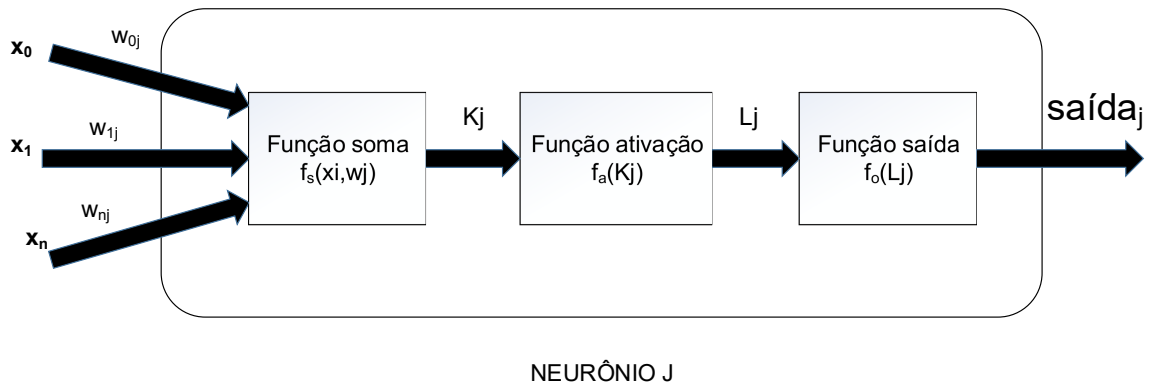 x₀
w₀ⱼ
x₁
w₁ⱼ
xₙ
wₙⱼ
Função soma
fₛ(xi,wj)
Kj
Função ativação
fₐ(Kj)
Lj
Função saída
fₒ(Lj)
saídaⱼ
NEURÔNIO J